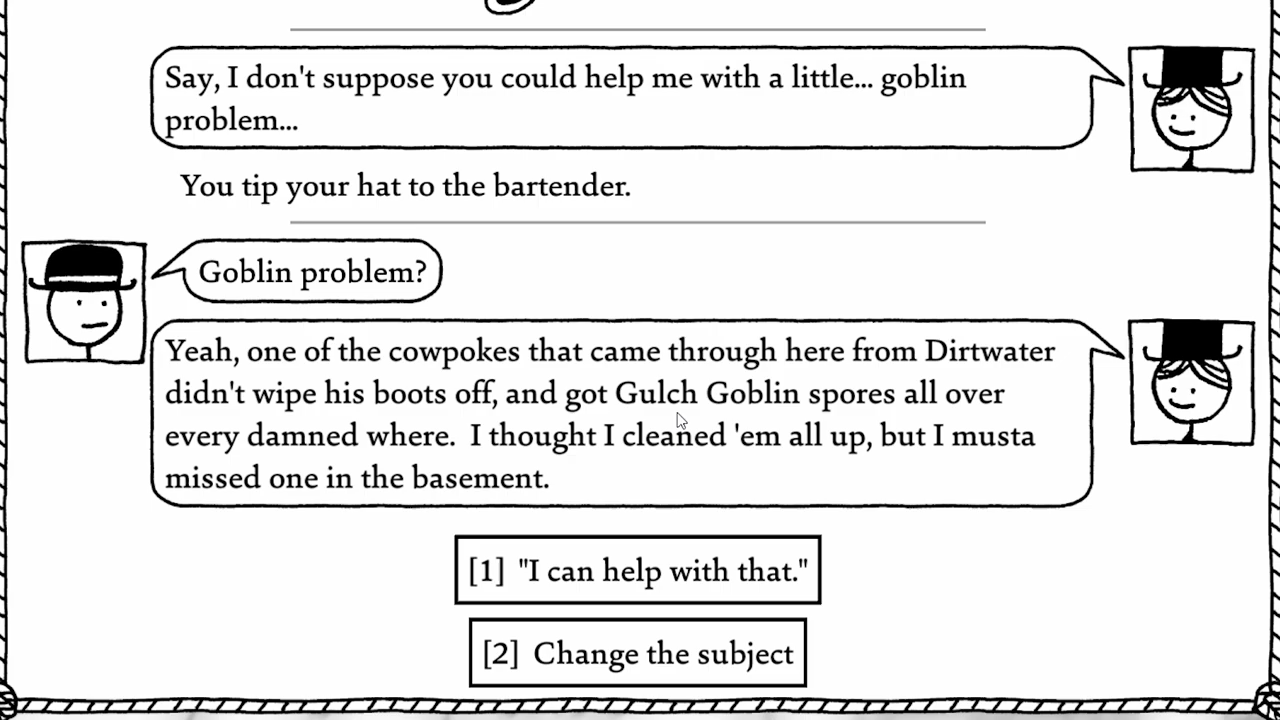 Say, I don't suppose you could help me with a little... goblin
problem...
You tip your hat to the bartender.
Goblin problem?
Yeah, one of the cowpokes that came through here from Dirtwater
didn't wipe his boots off, and got Gulch Goblin spores all over
every damned where.  I thought I cleaned 'em all up, but I musta
missed one in the basement.
[1] "I can help with that."
[2] Change the subject